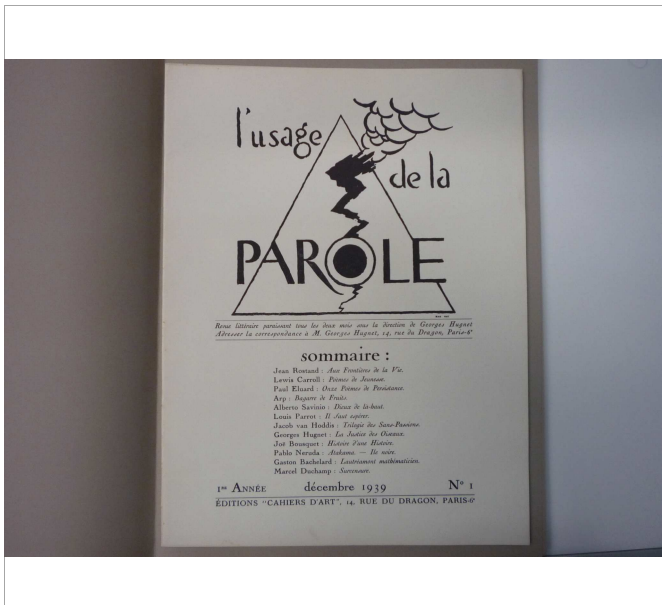 l'usage
de la
PAROLE
Revue littéraire paraissant tous les deux mois sous la direction de Georges Hugnet
Adresser la correspondance à M. Georges Hugnet, 14, rue du Dragon, Paris-6e
sommaire :
Jean Rostand : Aux Frontières de la Vie.
Lewis Carroll : Poèmes de Jeunesse.
Paul Eluard : Onze Poèmes de Persistance.
Arp : Bagarre de Fruits
Alberto Savinio : Dieux de là-haut.
Louis Parrot : Il faut espérer.
Jacob van Hoddis : Trilogie des Sans-Passions.
Georges Hugnet : La Justice des Oiseaux.
Joë Bousquet : Histoire d'une Histoire.
Pablo Neruda : Atakama. — Ile noire.
Gaston Bachelard : Lautréamont mathématicien.
Marcel Duchamp : Surcenture.
1re ANNÉE décembre 1939 No 1
ÉDITIONS "CAHIERS D'ART", 14, RUE DU DRAGON, PARIS-6e